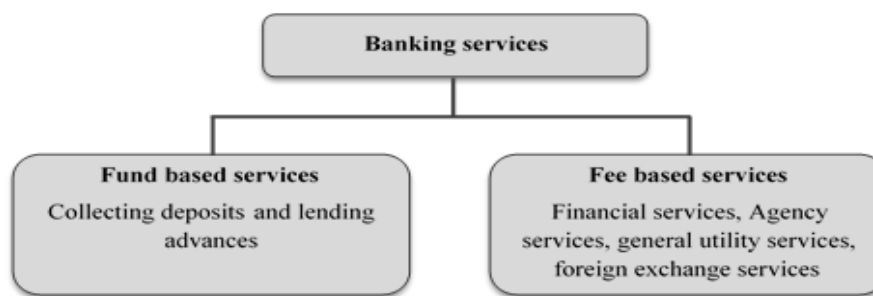 Banking services
Fund based services
Collecting deposits and lending
advances
Fee based services
Financial services, Agency
services, general utility services,
foreign exchange services